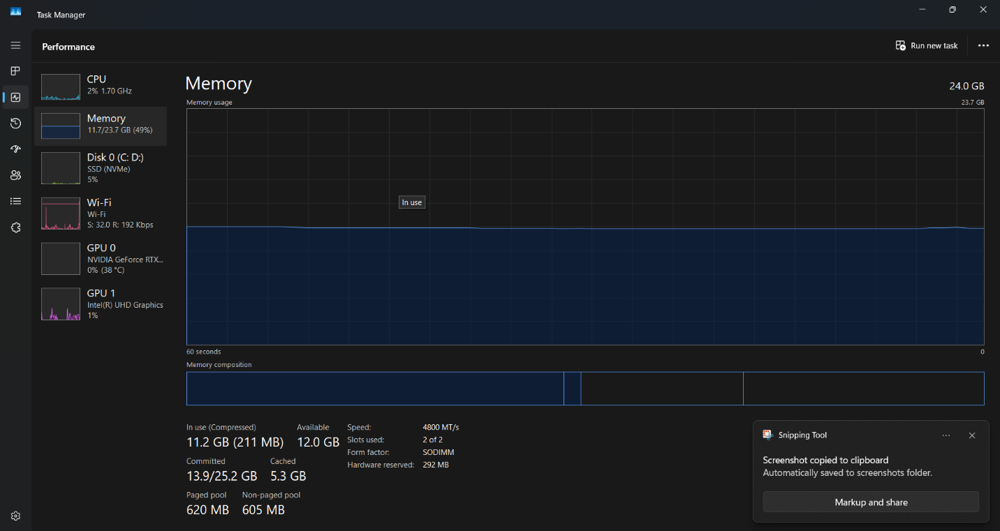 Task Manager
Performance
Run new task
CPU
2% 1.70 GHz
Memory
11.7/23.7 GB (49%)
Disk 0 (C: D:)
SSD (NVMe)
5%
Wi-Fi
Wi-Fi
S: 32.0 R: 192 Kbps
GPU 0
NVIDIA GeForce RTX...
0% (38 °C)
GPU 1
Intel(R) UHD Graphics
1%
Memory
24.0 GB
Memory usage
23.7 GB
In use
60 seconds
0
Memory composition
In use (Compressed)
11.2 GB (211 MB)
Available
12.0 GB
Committed
13.9/25.2 GB
Cached
5.3 GB
Paged pool
620 MB
Non-paged pool
605 MB
Speed: 4800 MT/s
Slots used: 2 of 2
Form factor: SODIMM
Hardware reserved: 292 MB
Snipping Tool
Screenshot copied to clipboard
Automatically saved to screenshots folder.
Markup and share